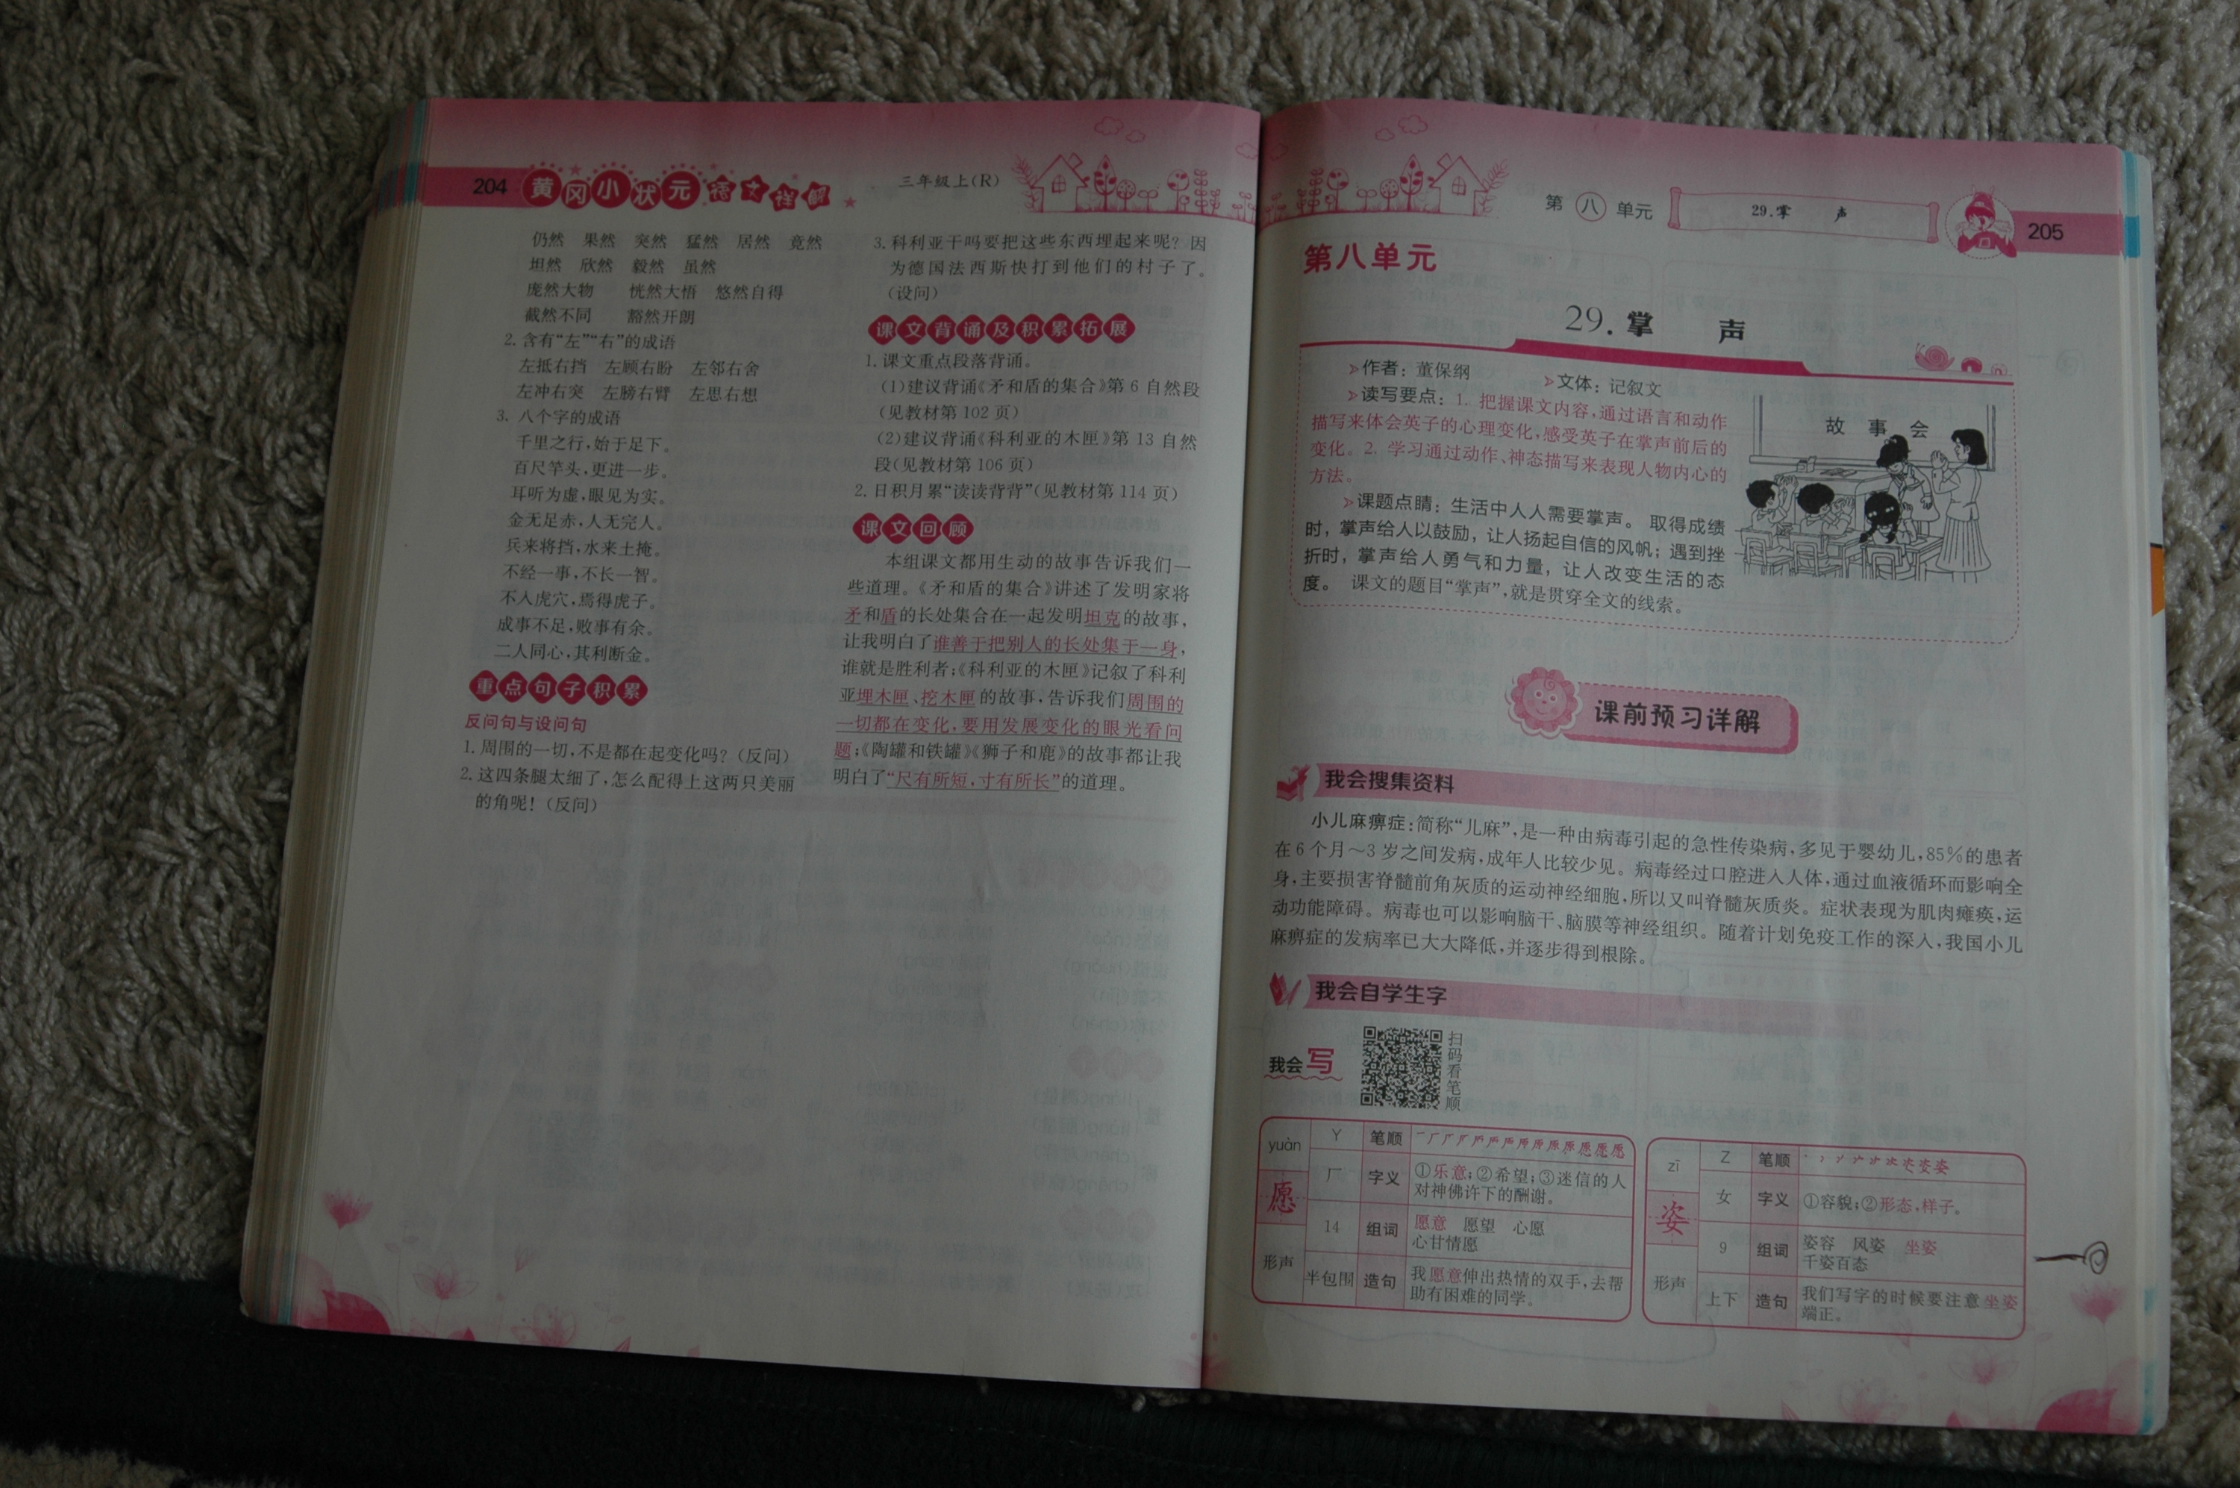 204 黄冈小状元 语文详解 三年级上(R)
仍然 果然 突然 猛然 居然 竟然
坦然 欣然 毅然 虽然
庞然大物 恍然大悟 悠然自得
截然不同 豁然开朗
2. 含有“左”“右”的成语
左抵右挡 左顾右盼 左邻右舍
左冲右突 左膀右臂 左思右想
3. 八个字的成语
千里之行,始于足下。
百尺竿头,更进一步。
耳听为虚,眼见为实。
金无足赤,人无完人。
兵来将挡,水来土掩。
不经一事,不长一智。
不入虎穴,焉得虎子。
成事不足,败事有余。
二人同心,其利断金。
重点句子积累
反问句与设问句
1. 周围的一切,不是都在起变化吗?(反问)
2. 这四条腿太细了,怎么配得上这两只美丽
的角呢!(反问)
3. 科利亚干吗要把这些东西埋起来呢?因
为德国法西斯快打到他们的村子了。
(设问)
课文背诵及积累拓展
1. 课文重点段落背诵。
(1)建议背诵《矛和盾的集合》第6自然段
(见教材第102页)
(2)建议背诵《科利亚的木匣》第13自然
段(见教材第106页)
2. 日积月累“读读背背”(见教材第114页)
课文回顾
本组课文都用生动的故事告诉我们一
些道理。《矛和盾的集合》讲述了发明家将
矛和盾的长处集合在一起发明坦克的故事,
让我明白了谁善于把别人的长处集于一身,
谁就是胜利者;《科利亚的木匣》记叙了科利
亚埋木匣、挖木匣的故事,告诉我们周围的
一切都在变化,要用发展变化的眼光看问
题;《陶罐和铁罐》《狮子和鹿》的故事都让我
明白了“尺有所短,寸有所长”的道理。
第八单元 29. 掌 声 205
第八单元
29. 掌 声
作者:董保纲 文体:记叙文
读写要点:1. 把握课文内容,通过语言和动作
描写来体会英子的心理变化,感受英子在掌声前后的
变化。2. 学习通过动作、神态描写来表现人物内心的
方法。
课题点睛:生活中人人需要掌声。取得成绩
时,掌声给人以鼓励,让人扬起自信的风帆;遇到挫
折时,掌声给人勇气和力量,让人改变生活的态
度。 课文的题目“掌声”,就是贯穿全文的线索。
故 事 会
课前预习详解
我会搜集资料
小儿麻痹症:简称“儿麻”,是一种由病毒引起的急性传染病,多见于婴幼儿,85%的患者
在6个月~3岁之间发病,成年人比较少见。病毒经过口腔进入人体,通过血液循环而影响全
身,主要损害脊髓前角灰质的运动神经细胞,所以又叫脊髓灰质炎。症状表现为肌肉瘫痪,运
动功能障碍。病毒也可以影响脑干、脑膜等神经组织。随着计划免疫工作的深入,我国小儿
麻痹症的发病率已大大降低,并逐步得到根除。
我会自学生字
我会写
扫码看笔顺
yuàn Y 笔顺
愿 厂 字义 ①乐意;②希望;③迷信的人
对神佛许下的酬谢。
14 组词 愿意 愿望 心愿
心甘情愿
形声 半包围 造句 我愿意伸出热情的双手,去帮
助有困难的同学。
zī Z 笔顺
姿 女 字义 ①容貌;②形态,样子。
9 组词 姿容 风姿 坐姿
千姿百态
形声 上下 造句 我们写字的时候要注意坐姿
端正。